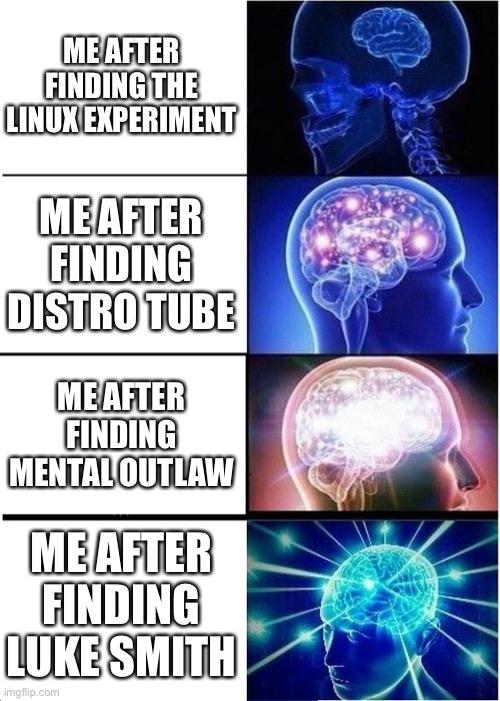 ME AFTER
FINDING THE
LINUX EXPERIMENT
ME AFTER
FINDING
DISTRO TUBE
ME AFTER
FINDING
MENTAL OUTLAW
ME AFTER
FINDING
LUKE SMITH
imgflip.com